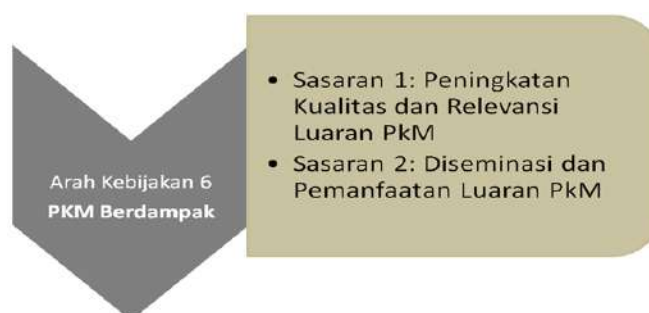 Arah Kebijakan 6
PKM Berdampak
• Sasaran 1: Peningkatan
Kualitas dan Relevansi
Luaran PkM
• Sasaran 2: Diseminasi dan
Pemanfaatan Luaran PkM